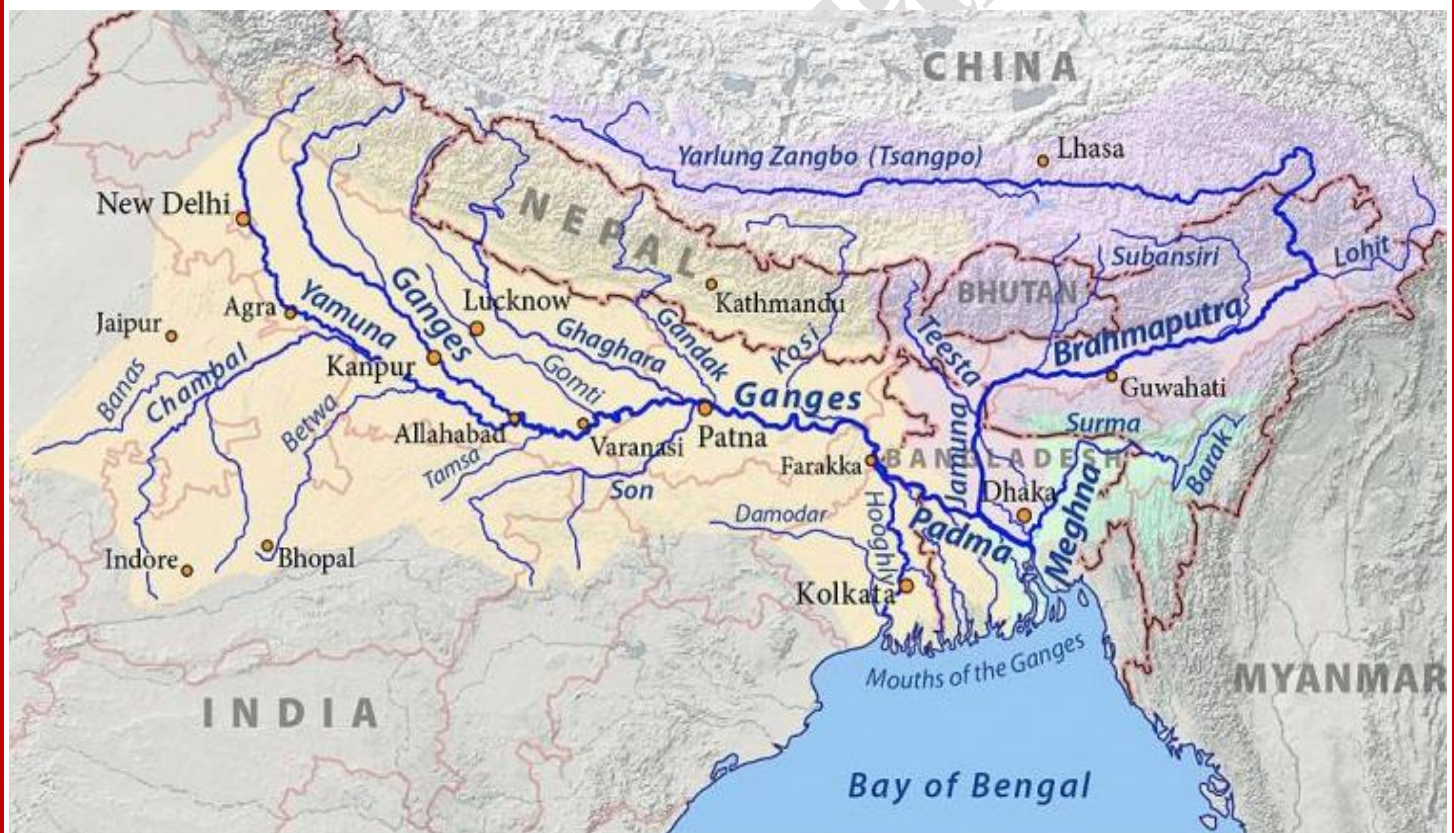 CHINA
Yarlung Zangbo (Tsangpo)
Lhasa
New Delhi
NEPAL
Subansiri
Lohit
BHUTAN
Kathmandu
Agra
Yamuna
Ganges
Lucknow
Jaipur
Ghaghara
Gandak
Kosi
Teesta
Brahmaputra
Kanpur
Gomti
Guwahati
Banas
Chambal
Betwa
Ganges
Jamuna
Surma
Allahabad
Varanasi
Patna
Farakka
BANGLADESH
Barak
Tamsa
Son
Dhaka
Meghna
Hooghly
Padma
Damodar
Indore
Bhopal
Kolkata
Mouths of the Ganges
INDIA
MYANMAR
Bay of Bengal